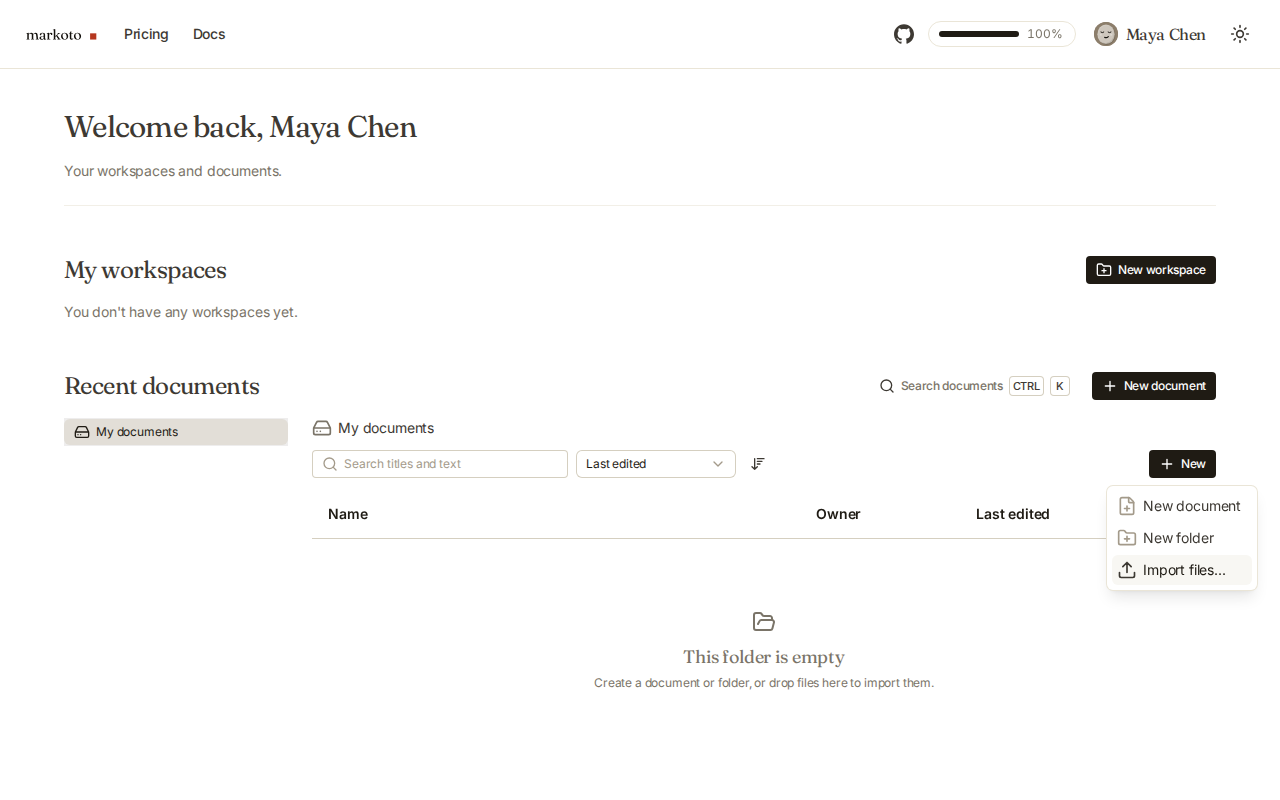 markoto
Pricing
Docs
100%
Maya Chen
Welcome back, Maya Chen
Your workspaces and documents.
My workspaces
New workspace
You don't have any workspaces yet.
Recent documents
Search documents CTRL K
New document
My documents
My documents
Search titles and text
Last edited
New
Name
Owner
Last edited
New document
New folder
Import files...
This folder is empty
Create a document or folder, or drop files here to import them.